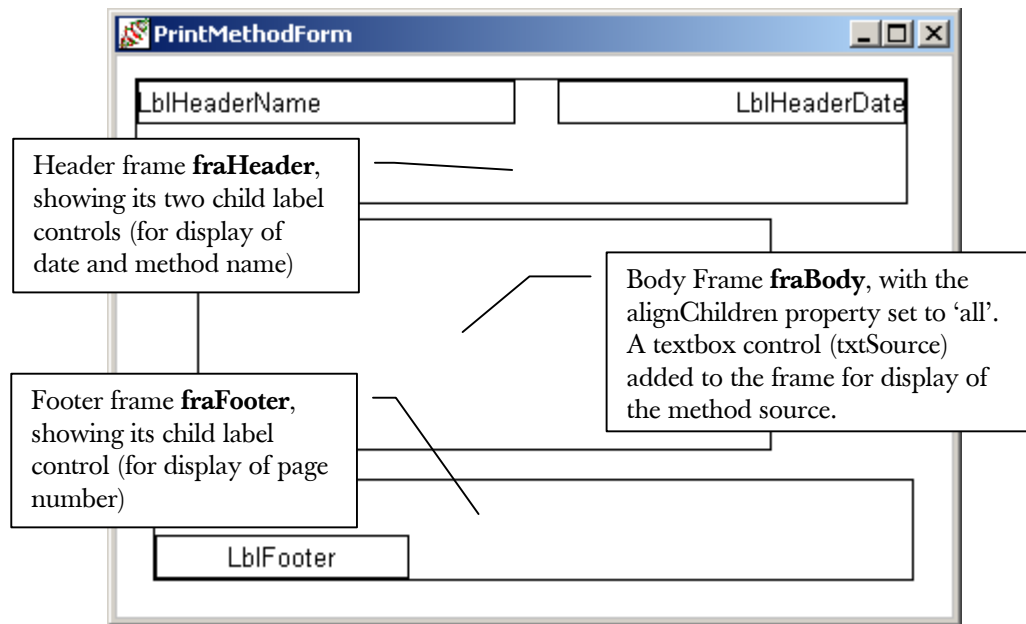 PrintMethodForm
LblHeaderName
LblHeaderDate
Header frame fraHeader,
showing its two child label
controls (for display of
date and method name)
Body Frame fraBody, with the
alignChildren property set to ‘all’.
A textbox control (txtSource)
added to the frame for display of
the method source.
Footer frame fraFooter,
showing its child label
control (for display of page
number)
LblFooter